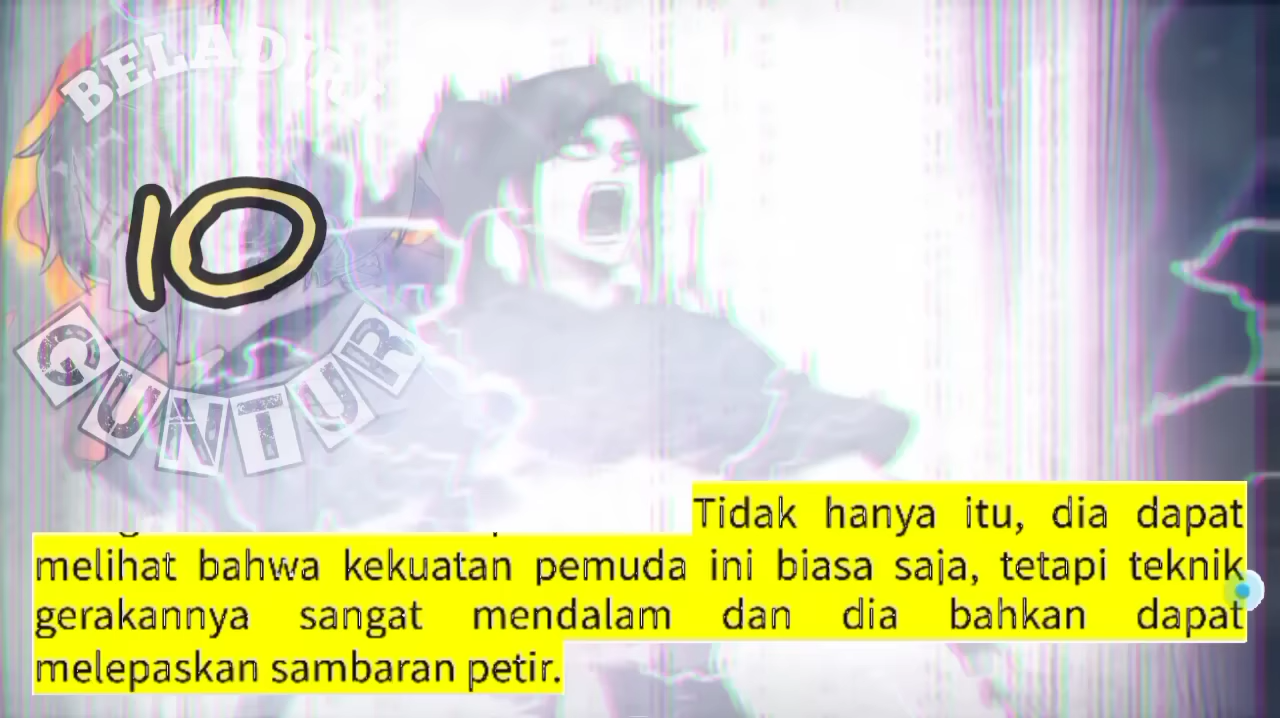 BELADIRI
10
GUNTUR
Tidak hanya itu, dia dapat
melihat bahwa kekuatan pemuda ini biasa saja, tetapi teknik
gerakannya sangat mendalam dan dia bahkan dapat
melepaskan sambaran petir.